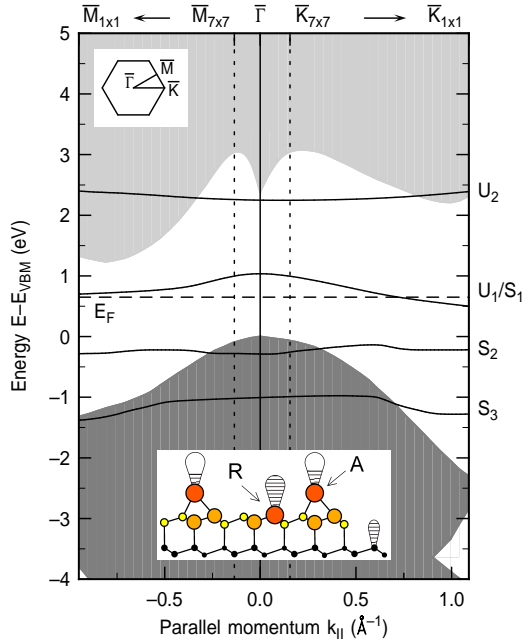 M̅1x1 ← M̅7x7 Γ̅ K̅7x7 → K̅1x1
5
4
3
2
1
0
−1
−2
−3
−4
Energy E−EVBM (eV)
M̅
Γ̅
K̅
U2
U1/S1
EF
S2
S3
R
A
−0.5
0.0
0.5
1.0
Parallel momentum k|| (Å−1)